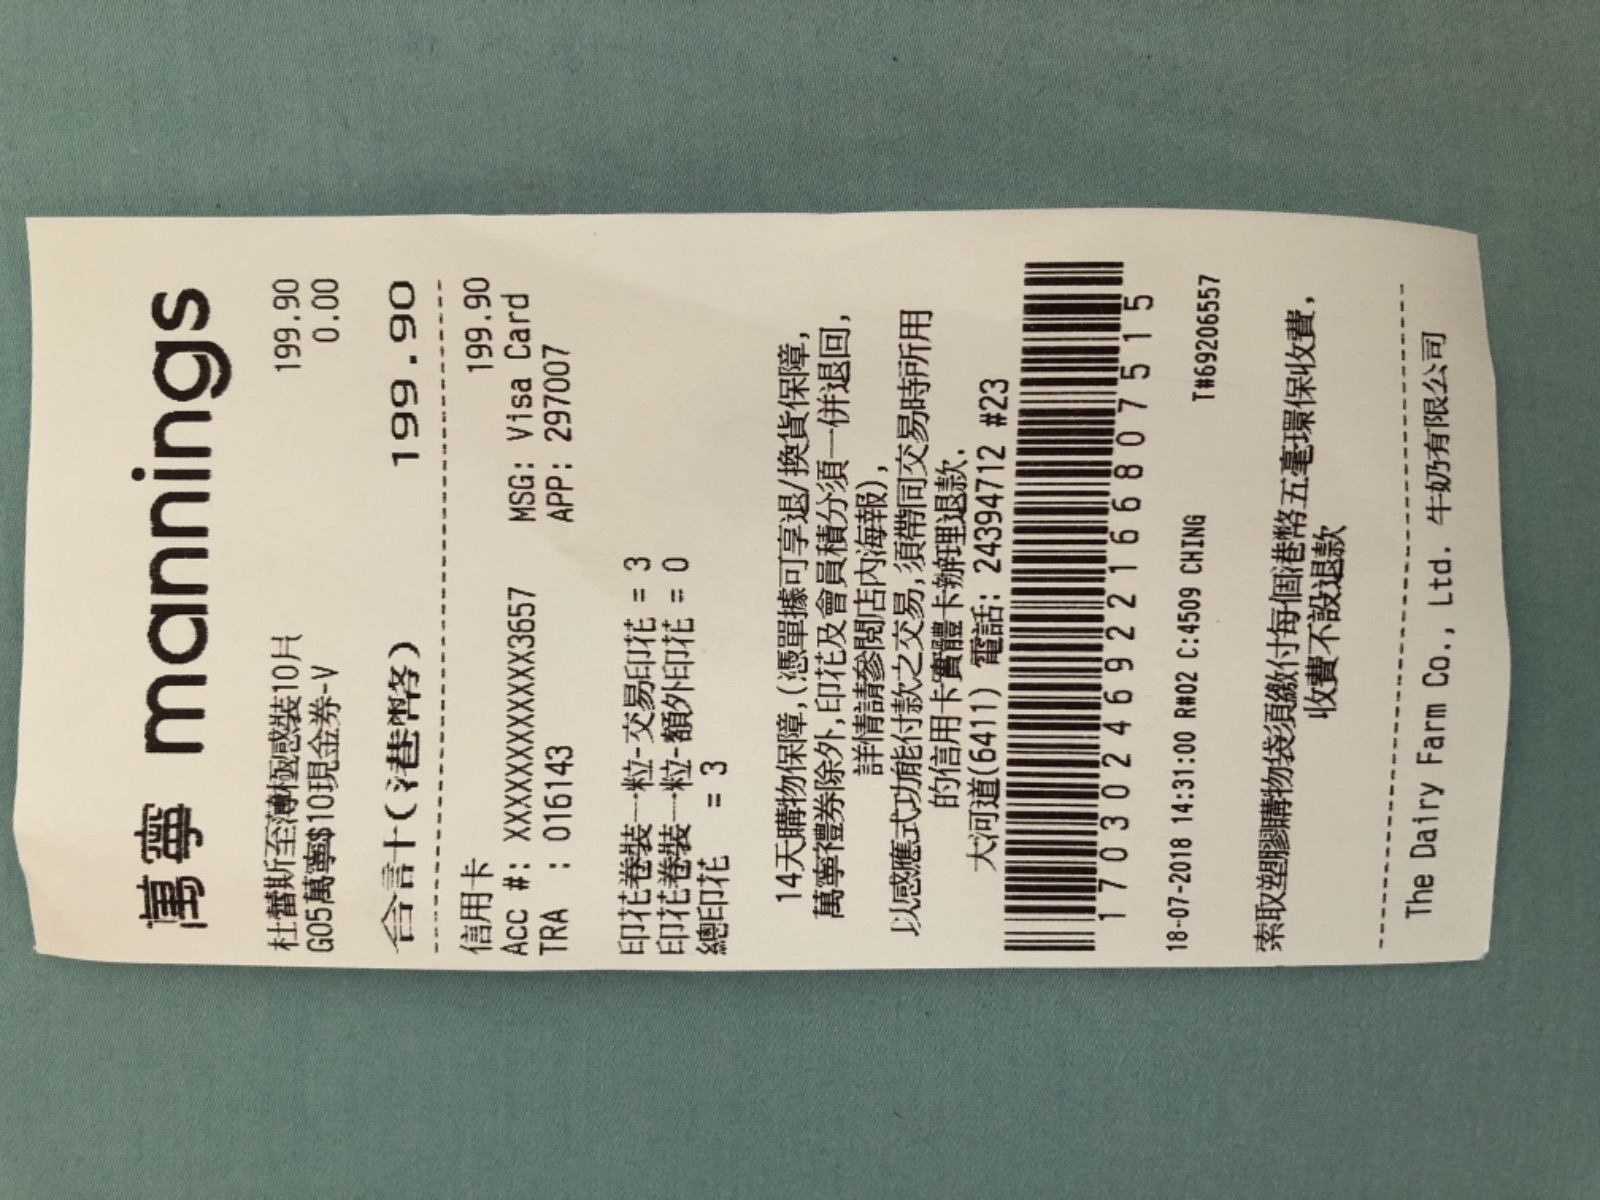 萬寧 mannings
杜蕾斯至薄極感裝10片 199.90
G05萬寧$10現金券-V 0.00
合計(港幣) 199.90
信用卡 199.90
Acc #: XXXXXXXXXXXX3657 MSG: Visa Card
TRA : 016143 APP: 297007
印花卷裝一粒-交易印花 = 3
印花卷裝一粒-額外印花 = 0
總印花 = 3
14天購物保障,(憑單據可享退/換貨保障,
萬寧禮券除外,印花及會員積分須一併退回,
詳情請參閱店內海報),
以感應式功能付款之交易,須帶同交易時所用
的信用卡實體卡辦理退款.
大河道(6411) 電話: 24394712 #23
17030246922166807515
18-07-2018 14:31:00 R#02 C:4509 CHING T#69206557
索取塑膠購物袋須繳付每個港幣五毫環保收費,
收費不設退款
The Dairy Farm Co., Ltd. 牛奶有限公司